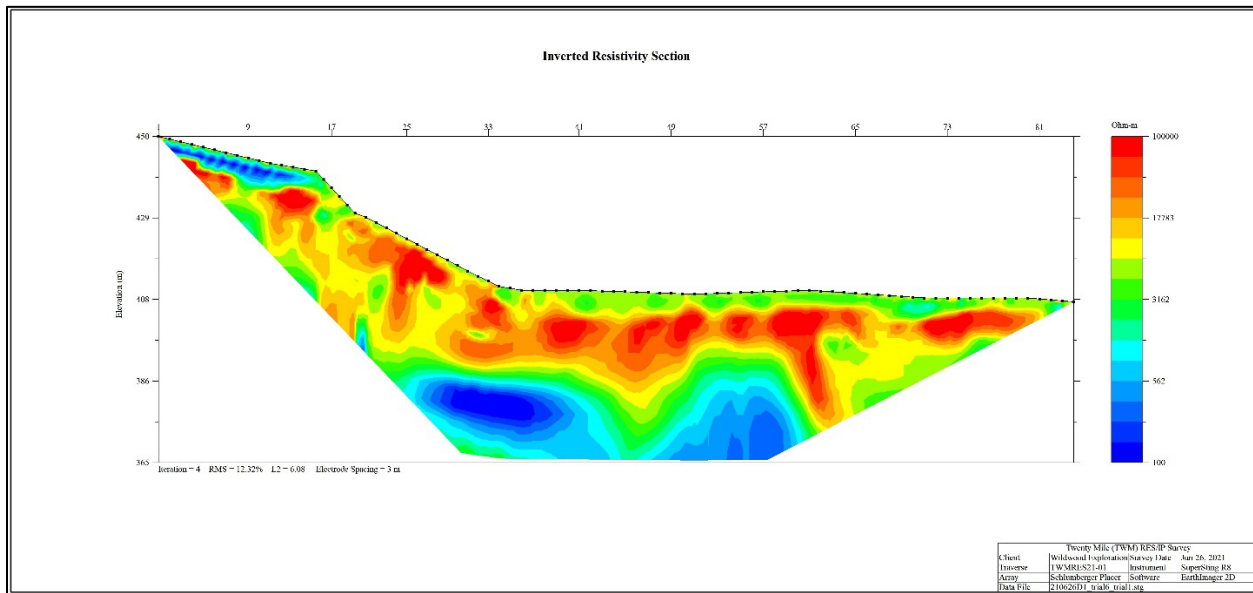 Inverted Resistivity Section
1 9 17 25 33 41 49 57 65 73 81
Ohm-m
450
429
408
386
365
Elevation (m)
100000
17783
3162
562
100
Iteration = 4 RMS = 12.32% L2 = 6.08 Electrode Spacing = 3 m
Twenty Mile (TWM) RES/IP Survey
Client Wildwood Exploration Survey Date Jun 26, 2021
Traverse TWMRES21-01 Instrument SuperSting R8
Array Schlumberger Placer Software EarthImager 2D
Data File 210626D1_trial6_trial1.stg